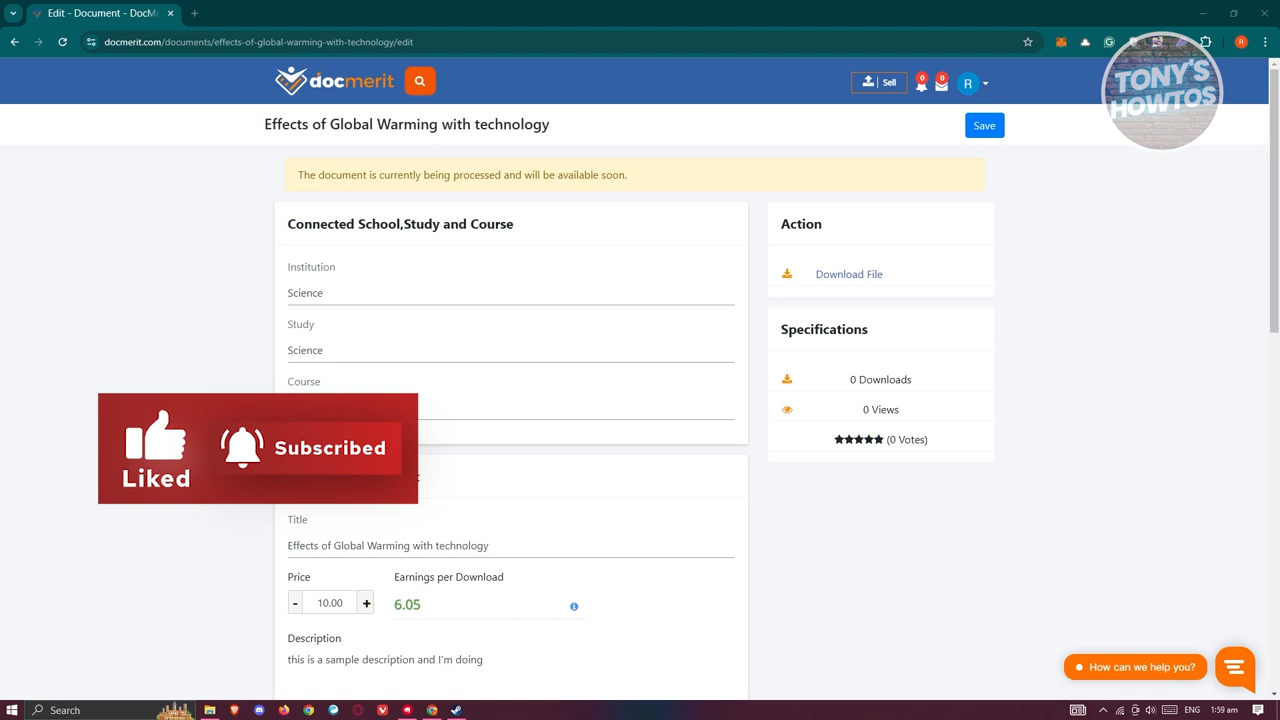 Edit - Document - DocM
docmerit.com/documents/effects-of-global-warming-with-technology/edit
R
docmerit
Sell
0
0
R
TONY'S
HOWTOS
Effects of Global Warming with technology
Save
The document is currently being processed and will be available soon.
Connected School,Study and Course
Institution
Science
Study
Science
Course
Action
Download File
Specifications
0 Downloads
0 Views
(0 Votes)
Liked
Subscribed
Title
Effects of Global Warming with technology
Price
Earnings per Download
- 10.00 +
6.05
Description
this is a sample description and I'm doing
How can we help you?
Search
ENG
1:59 am